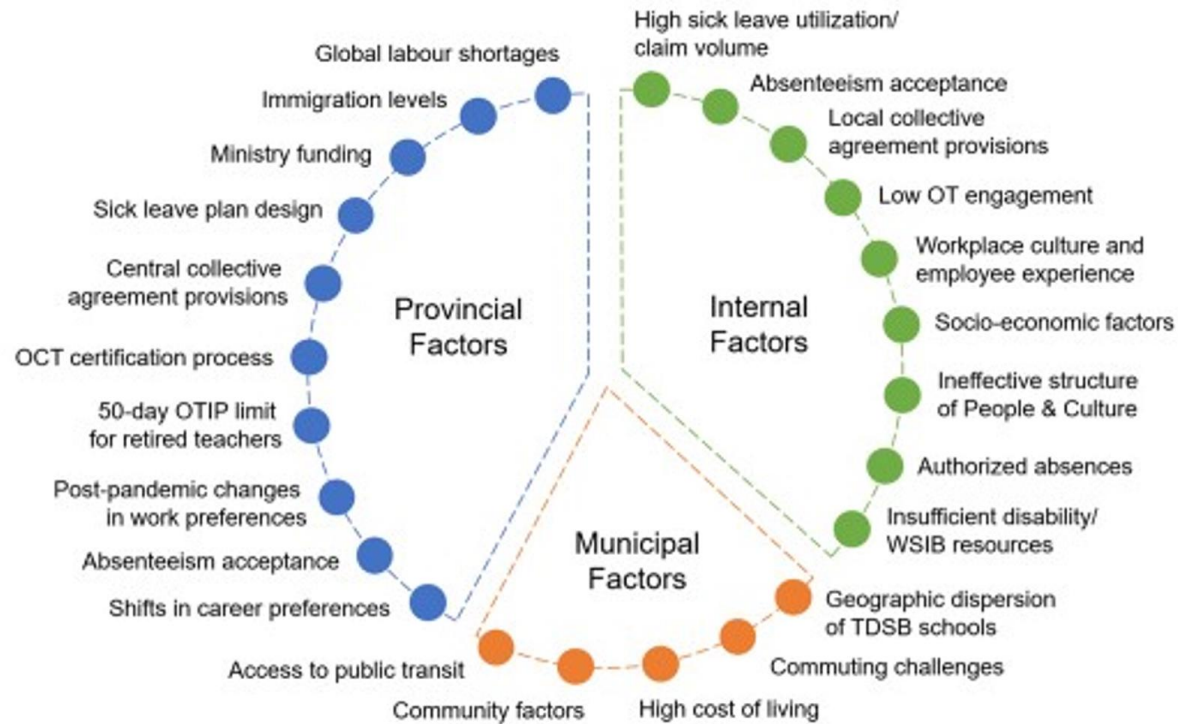 High sick leave utilization/
claim volume
Absenteeism acceptance
Local collective
agreement provisions
Low OT engagement
Workplace culture and
employee experience
Socio-economic factors
Ineffective structure
of People & Culture
Authorized absences
Insufficient disability/
WSIB resources
Internal
Factors
Geographic dispersion
of TDSB schools
Commuting challenges
High cost of living
Community factors
Access to public transit
Municipal
Factors
Global labour shortages
Immigration levels
Ministry funding
Sick leave plan design
Central collective
agreement provisions
OCT certification process
50-day OTIP limit
for retired teachers
Post-pandemic changes
in work preferences
Absenteeism acceptance
Shifts in career preferences
Provincial
Factors